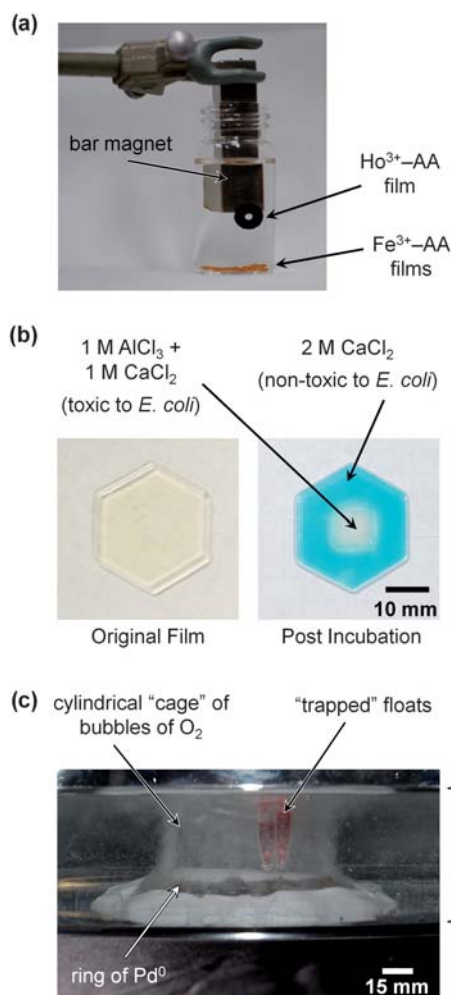 (a)
bar magnet
Ho³⁺–AA
film
Fe³⁺–AA
films
(b)
1 M AlCl₃ +
1 M CaCl₂
(toxic to E. coli)
2 M CaCl₂
(non-toxic to E. coli)
10 mm
Original Film
Post Incubation
(c)
cylindrical “cage” of
bubbles of O₂
“trapped” floats
ring of Pd⁰
15 mm